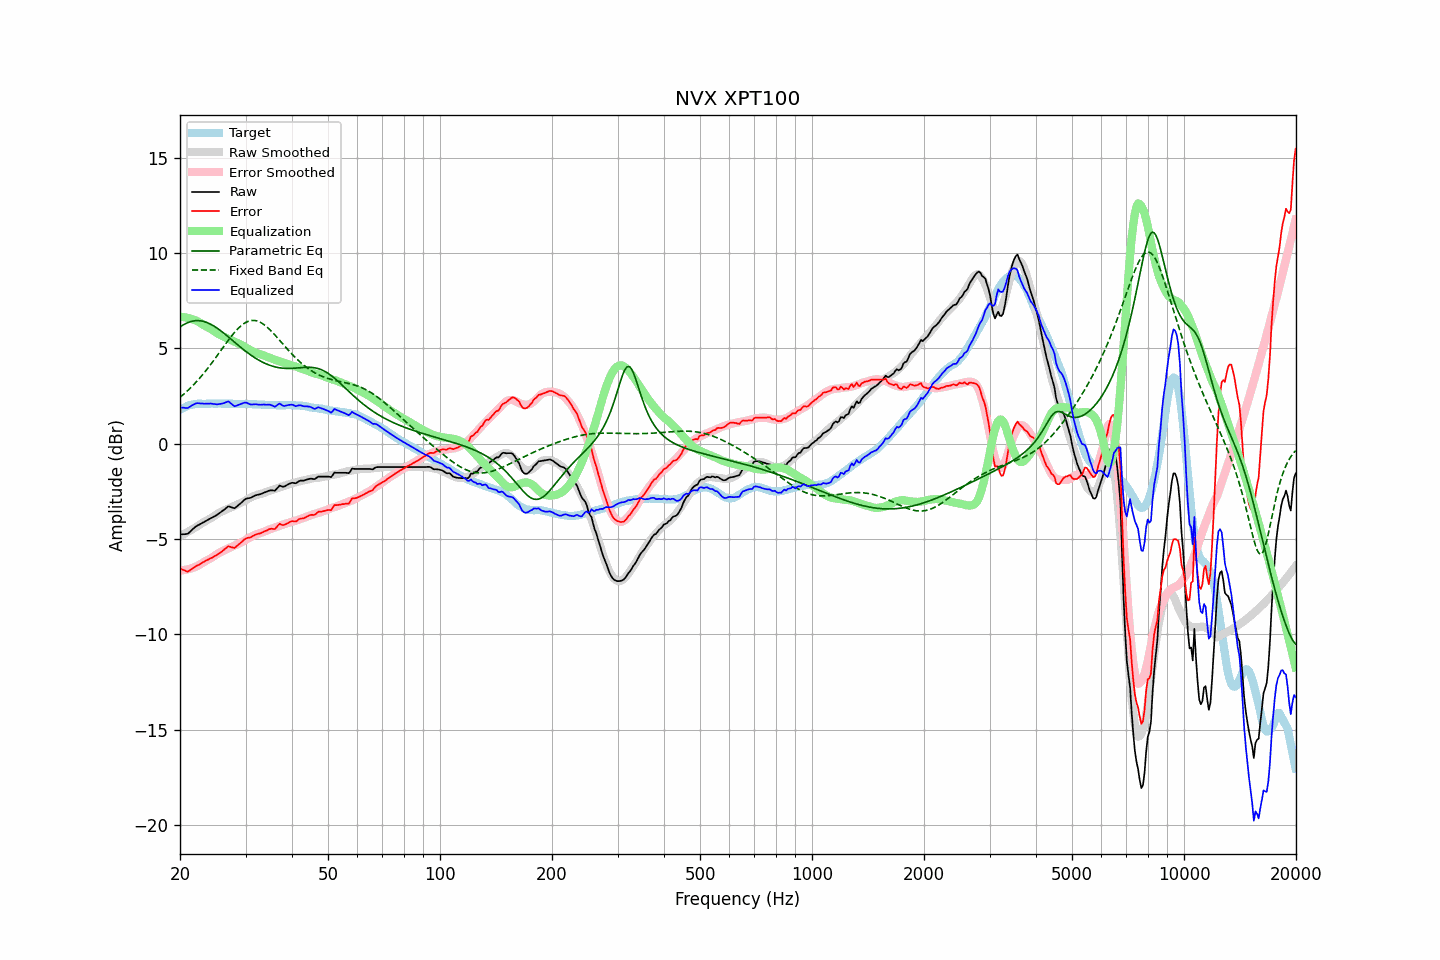 NVX XPT100
Target
Raw Smoothed
Error Smoothed
Raw
Error
Equalization
Parametric Eq
Fixed Band Eq
Equalized
15
10
5
0
−5
−10
−15
−20
Amplitude (dBr)
20 50 100 200 500 1000 2000 5000 10000 20000
Frequency (Hz)